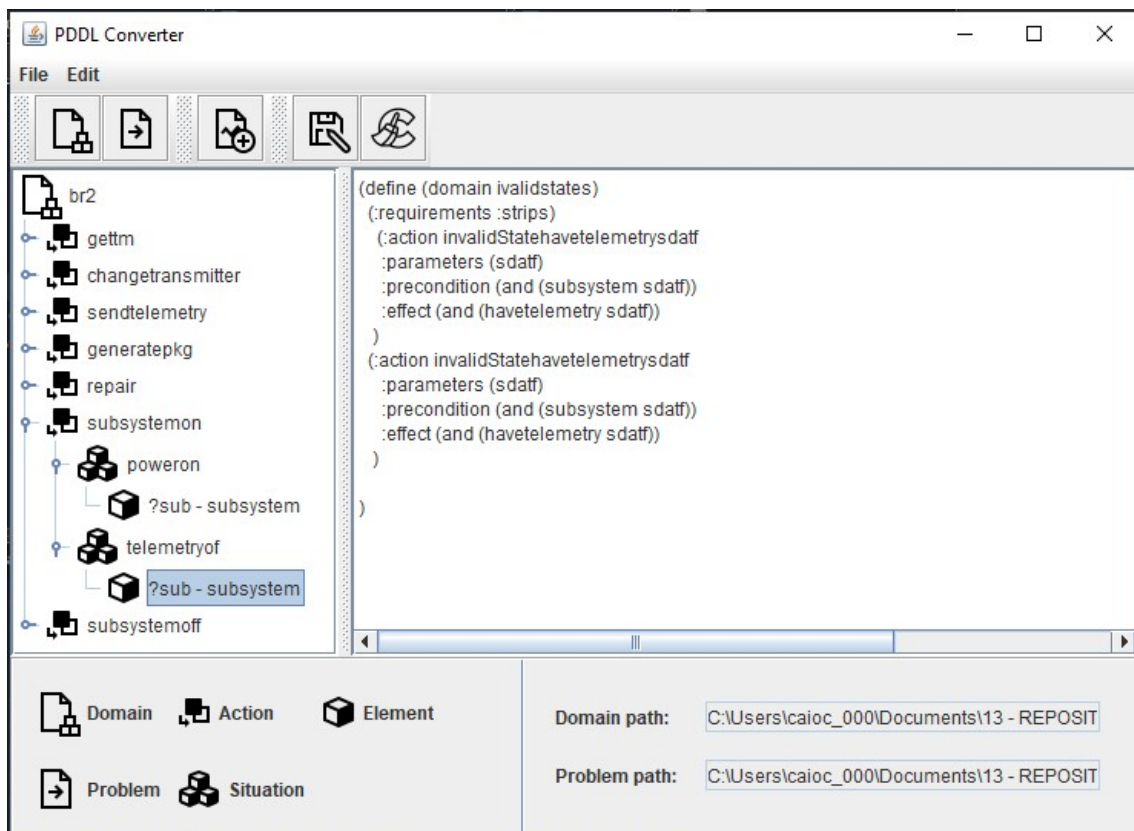 PDDL Converter
File Edit
br2
gettm
changetransmitter
sendtelemetry
generatepkg
repair
subsystemon
poweron
?sub - subsystem
telemetryof
?sub - subsystem
subsystemoff
(define (domain ivalidstates)
(:requirements :strips)
(:action invalidStatehavetelemetrysdatf
:parameters (sdatf)
:precondition (and (subsystem sdatf))
:effect (and (havetelemetry sdatf))
)
(:action invalidStatehavetelemetrysdatf
:parameters (sdatf)
:precondition (and (subsystem sdatf))
:effect (and (havetelemetry sdatf))
)
)
Domain Action Element
Problem Situation
Domain path: C:\Users\caioc_000\Documents\13 - REPOSIT
Problem path: C:\Users\caioc_000\Documents\13 - REPOSIT